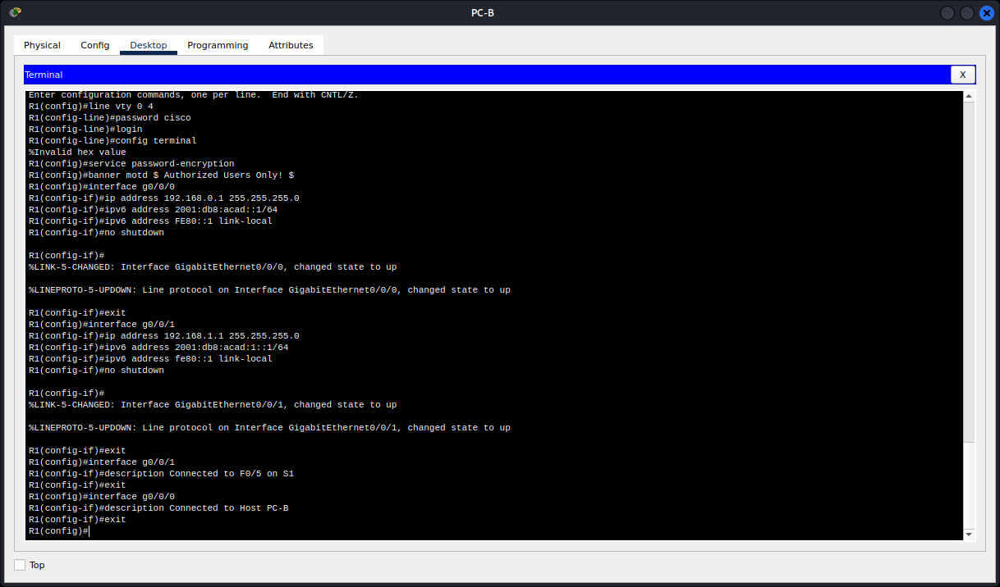 PC-B
Physical Config Desktop Programming Attributes
Terminal X
Enter configuration commands, one per line.  End with CNTL/Z.
R1(config)#line vty 0 4
R1(config-line)#password cisco
R1(config-line)#login
R1(config-line)#config terminal
%Invalid hex value
R1(config)#service password-encryption
R1(config)#banner motd $ Authorized Users Only! $
R1(config)#interface g0/0/0
R1(config-if)#ip address 192.168.0.1 255.255.255.0
R1(config-if)#ipv6 address 2001:db8:acad::1/64
R1(config-if)#ipv6 address FE80::1 link-local
R1(config-if)#no shutdown
R1(config-if)#
%LINK-5-CHANGED: Interface GigabitEthernet0/0/0, changed state to up
%LINEPROTO-5-UPDOWN: Line protocol on Interface GigabitEthernet0/0/0, changed state to up
R1(config-if)#exit
R1(config)#interface g0/0/1
R1(config-if)#ip address 192.168.1.1 255.255.255.0
R1(config-if)#ipv6 address 2001:db8:acad:1::1/64
R1(config-if)#ipv6 address fe80::1 link-local
R1(config-if)#no shutdown
R1(config-if)#
%LINK-5-CHANGED: Interface GigabitEthernet0/0/1, changed state to up
%LINEPROTO-5-UPDOWN: Line protocol on Interface GigabitEthernet0/0/1, changed state to up
R1(config-if)#exit
R1(config)#interface g0/0/1
R1(config-if)#description Connected to F0/5 on S1
R1(config-if)#exit
R1(config)#interface g0/0/0
R1(config-if)#description Connected to Host PC-B
R1(config-if)#exit
R1(config)#
Top